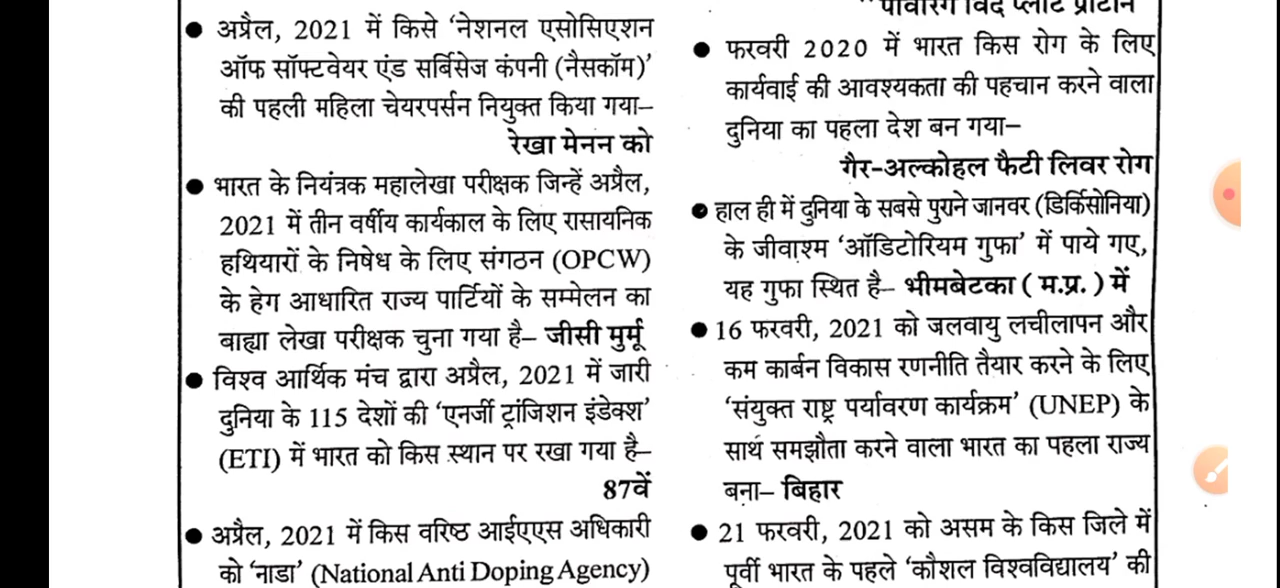 ● अप्रैल, 2021 में किसे ‘नेशनल एसोसिएशन
ऑफ सॉफ्टवेयर एंड सर्बिसेज कंपनी (नैसकॉम)’
की पहली महिला चेयरपर्सन नियुक्त किया गया–
रेखा मेनन को
● भारत के नियंत्रक महालेखा परीक्षक जिन्हें अप्रैल,
2021 में तीन वर्षीय कार्यकाल के लिए रासायनिक
हथियारों के निषेध के लिए संगठन (OPCW)
के हेग आधारित राज्य पार्टियों के सम्मेलन का
बाह्या लेखा परीक्षक चुना गया है– जीसी मुर्मू
● विश्व आर्थिक मंच द्वारा अप्रैल, 2021 में जारी
दुनिया के 115 देशों की ‘एनर्जी ट्रांजिशन इंडेक्श’
(ETI) में भारत को किस स्थान पर रखा गया है–
87वें
● अप्रैल, 2021 में किस वरिष्ठ आईएएस अधिकारी
को ‘नाडा’ (National Anti Doping Agency)
● फरवरी 2020 में भारत किस रोग के लिए
कार्यवाई की आवश्यकता की पहचान करने वाला
दुनिया का पहला देश बन गया–
गैर-अल्कोहल फैटी लिवर रोग
● हाल ही में दुनिया के सबसे पुराने जानवर (डिर्किसोनिया)
के जीवाश्म ‘ऑडिटोरियम गुफा’ में पाये गए,
यह गुफा स्थित है– भीमबेटका ( म.प्र. ) में
● 16 फरवरी, 2021 को जलवायु लचीलापन और
कम कार्बन विकास रणनीति तैयार करने के लिए
‘संयुक्त राष्ट्र पर्यावरण कार्यक्रम’ (UNEP) के
साथ समझौता करने वाला भारत का पहला राज्य
बना– बिहार
● 21 फरवरी, 2021 को असम के किस जिले में
पूर्वी भारत के पहले ‘कौशल विश्वविद्यालय’ की